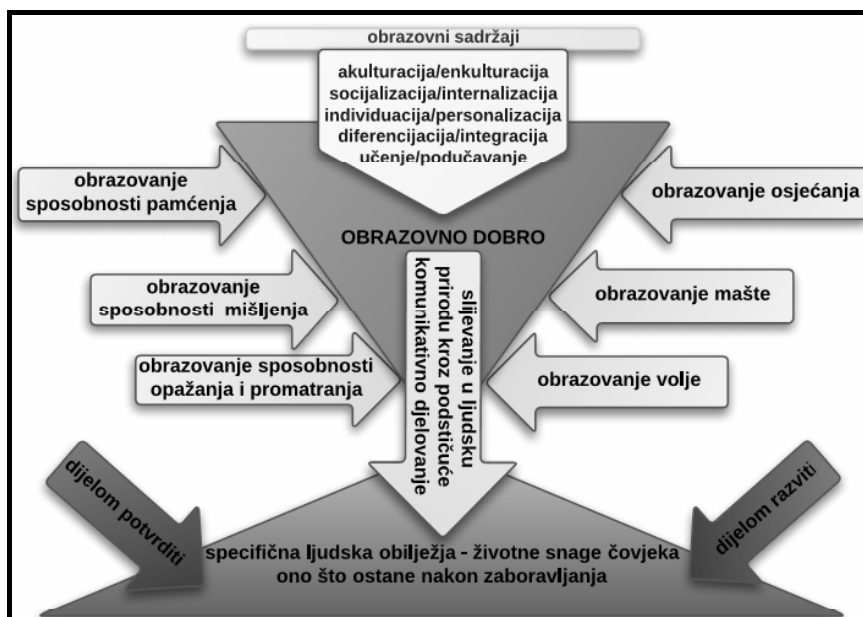 obrazovni sadržaji
akulturacija/enkulturacija
socijalizacija/internalizacija
individuacija/personalizacija
diferencijacija/integracija
učenje/podučavanje
obrazovanje
sposobnosti pamćenja
obrazovanje osjećanja
OBRAZOVNO DOBRO
obrazovanje
sposobnosti mišljenja
obrazovanje mašte
obrazovanje sposobnosti
opažanja i promatranja
obrazovanje volje
slijevanje u ljudsku
prirodu kroz podstičuće
komunikativno djelovanje
dijelom potvrditi
dijelom razviti
specifična ljudska obilježja - životne snage čovjeka
ono što ostane nakon zaboravljanja